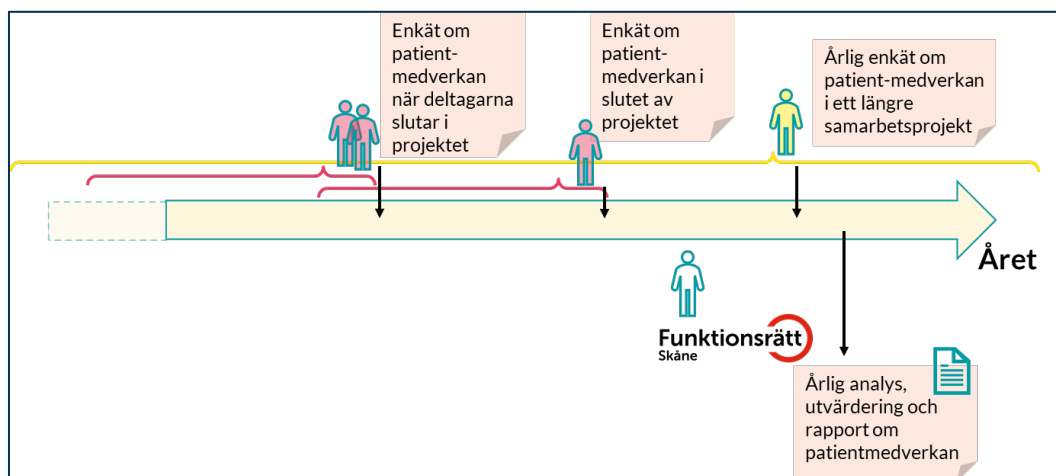 Enkät om
patient-
medverkan
när deltagarna
slutar i
projektet
Enkät om
patient-
medverkan i
slutet av
projektet
Årlig enkät om
patient-medverkan
i ett längre
samarbetsprojekt
Året
Funktionsrätt
Skåne
Årlig analys,
utvärdering och
rapport om
patientmedverkan